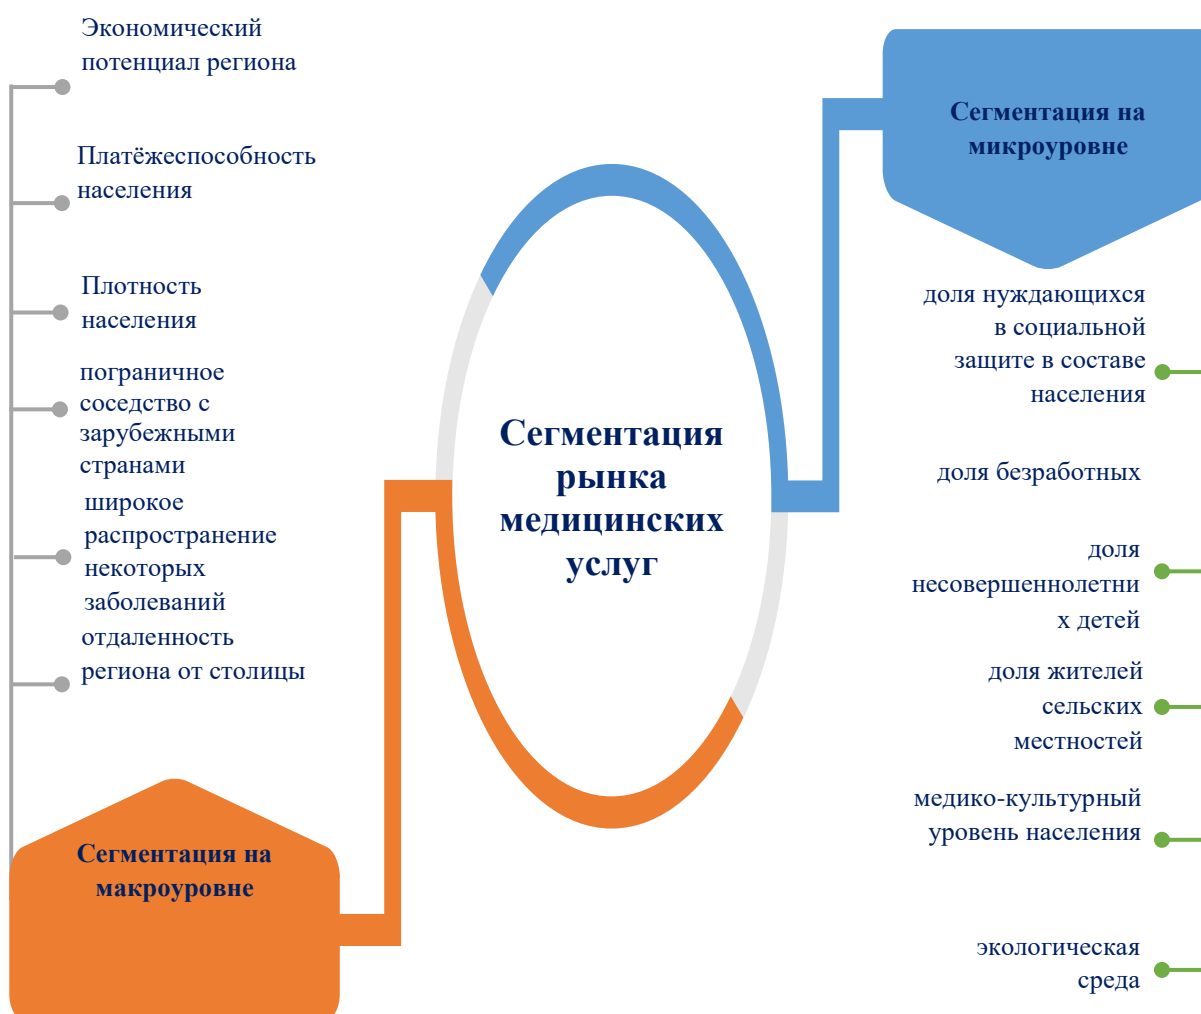 Экономический
потенциал региона
Платёжеспособность
населения
Плотность
населения
пограничное
соседство с
зарубежными
странами
широкое
распространение
некоторых
заболеваний
отдаленность
региона от столицы
Сегментация на
макроуровне
Сегментация
рынка
медицинских
услуг
Сегментация на
микроуровне
доля нуждающихся
в социальной
защите в составе
населения
доля безработных
доля
несовершеннолетни
х детей
доля жителей
сельских
местностей
медико-культурный
уровень населения
экологическая
среда